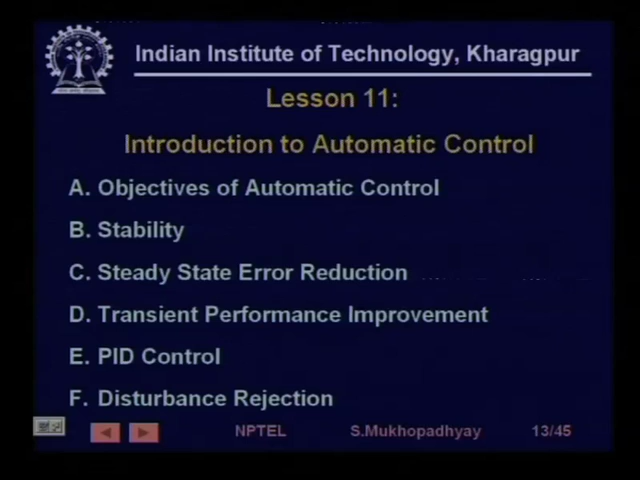 Indian Institute of Technology, Kharagpur
Lesson 11:
Introduction to Automatic Control
A. Objectives of Automatic Control
B. Stability
C. Steady State Error Reduction
D. Transient Performance Improvement
E. PID Control
F. Disturbance Rejection
NPTEL S.Mukhopadhyay 13/45